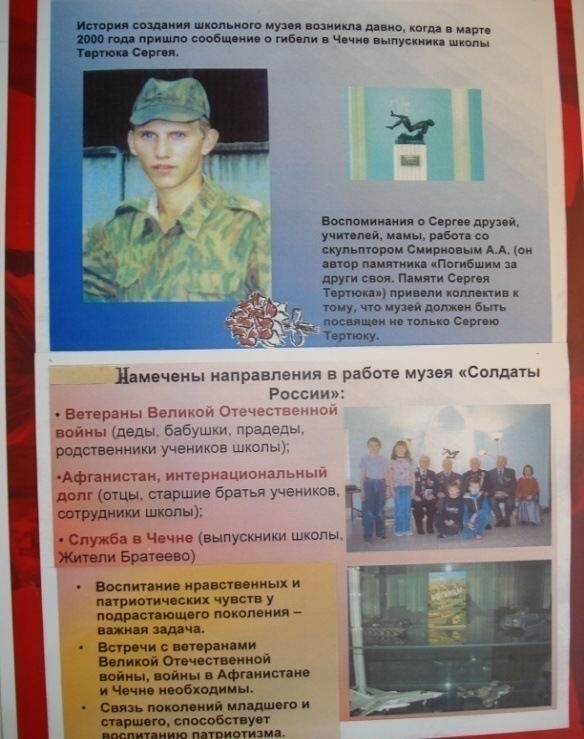 История создания школьного музея возникла давно, когда в марте
2000 года пришло сообщение о гибели в Чечне выпускника школы
Тертюка Сергея.
Воспоминания о Сергее друзей,
учителей, мамы, работа со
скульптором Смирновым А.А. (он
автор памятника «Погибшим за
други своя. Памяти Сергея
Тертюка») привели коллектив к
тому, что музей должен быть
посвящен не только Сергею
Тертюку.
Намечены направления в работе музея «Солдаты
России»:
• Ветераны Великой Отечественной
войны (деды, бабушки, прадеды,
родственники учеников школы);
•Афганистан, интернациональный
долг (отцы, старшие братья учеников,
сотрудники школы);
• Служба в Чечне (выпускники школы,
Жители Братеево)
• Воспитание нравственных и
патриотических чувств у
подрастающего поколения –
важная задача.
• Встречи с ветеранами
Великой Отечественной
войны, войны в Афганистане
и Чечне необходимы.
• Связь поколений младшего и
старшего, способствует
воспитанию патриотизма.